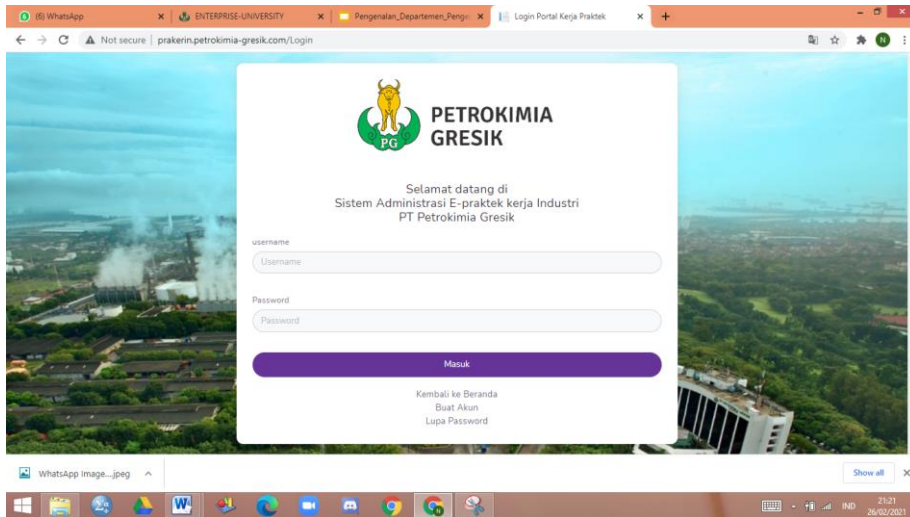 (6) WhatsApp
ENTERPRISE-UNIVERSITY
Pengenalan_Departemen_Penge
Login Portal Kerja Praktek
Not secure
prakerin.petrokimia-gresik.com/Login
N
PG
PETROKIMIA
GRESIK
Selamat datang di
Sistem Administrasi E-praktek kerja Industri
PT Petrokimia Gresik
username
Username
Password
Password
Masuk
Kembali ke Beranda
Buat Akun
Lupa Password
WhatsApp Image....jpeg
Show all
IND
21:21
26/02/2021